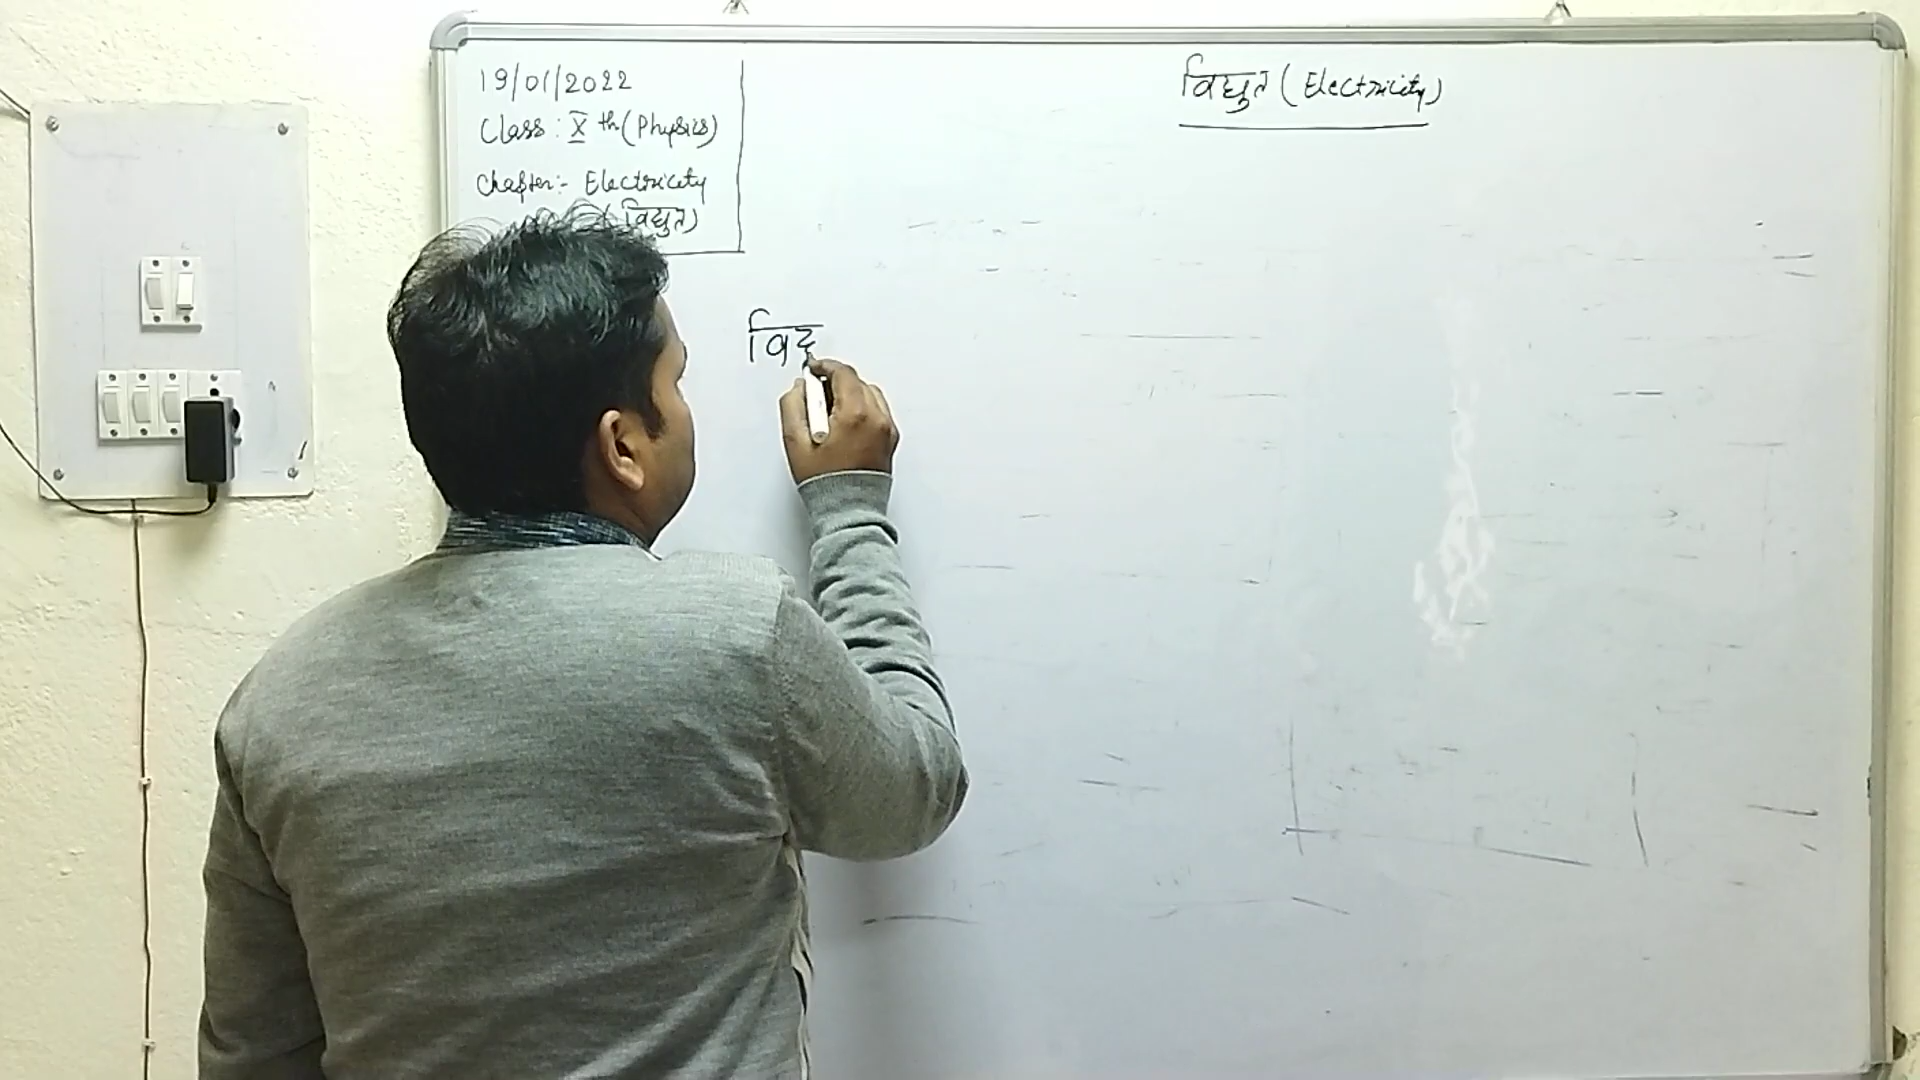 19/01/2022
Class: X th (Physics)
Chapter:- Electricity
(विद्युत)
विद्युत (Electricity)
विद